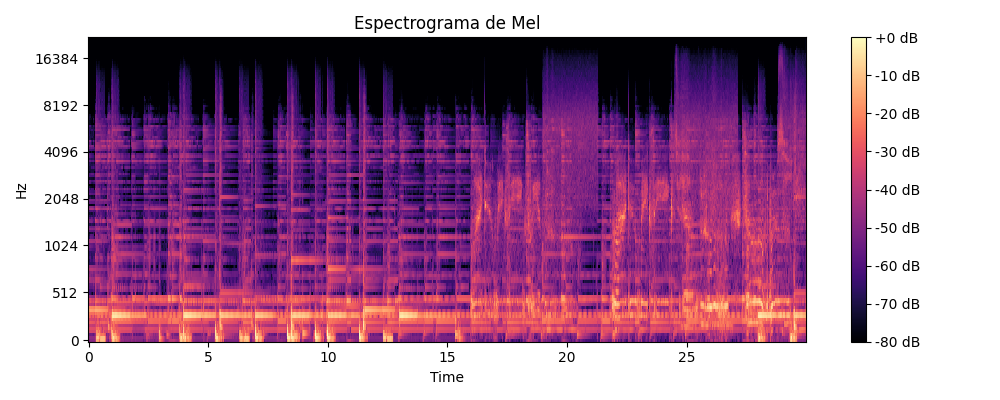 Espectrograma de Mel
Hz
16384
8192
4096
2048
1024
512
0
0 5 10 15 20 25
Time
+0 dB
-10 dB
-20 dB
-30 dB
-40 dB
-50 dB
-60 dB
-70 dB
-80 dB